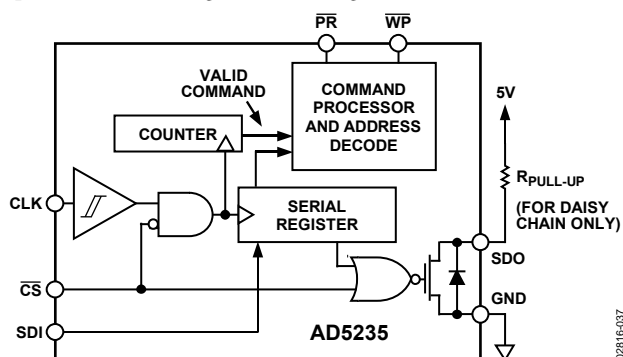 PR
WP
VALID
COMMAND
COMMAND
PROCESSOR
AND ADDRESS
DECODE
5V
COUNTER
RPULL-UP
(FOR DAISY
CHAIN ONLY)
CLK
SERIAL
REGISTER
SDO
CS
GND
SDI
AD5235
02816-037